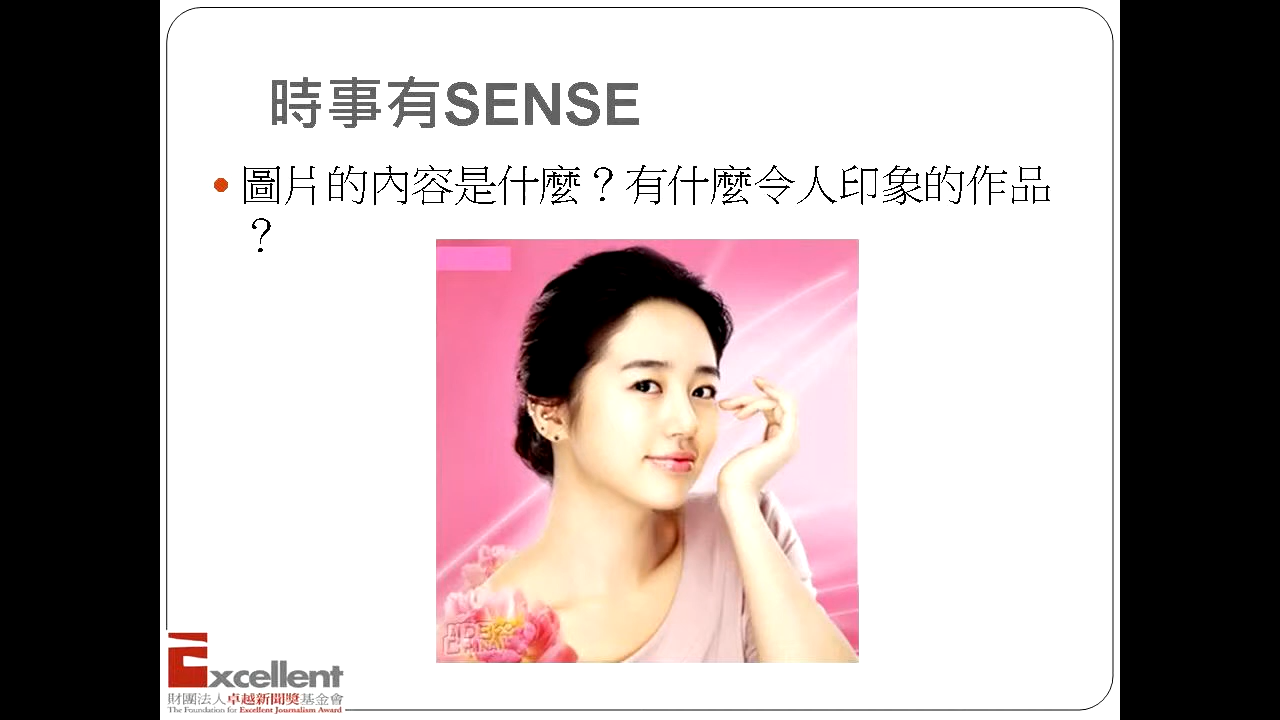 時事有SENSE
圖片的內容是什麼？有什麼令人印象的作品
？
Excellent
財團法人卓越新聞獎基金會
The Foundation for Excellent Journalism Award